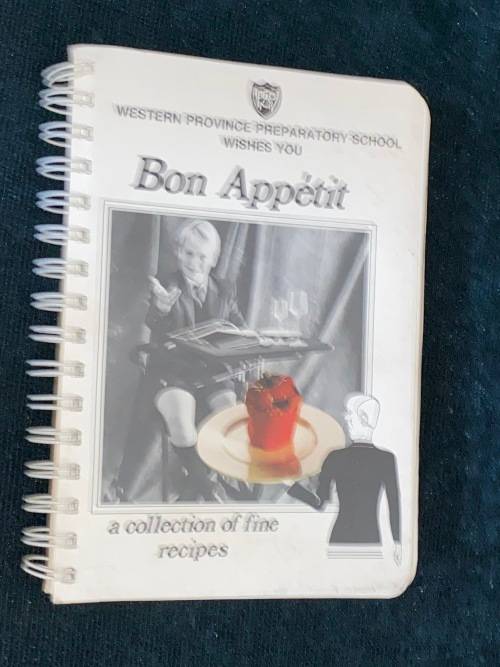 WESTERN PROVINCE PREPARATORY SCHOOL
WISHES YOU
Bon Appétit
a collection of fine
recipes